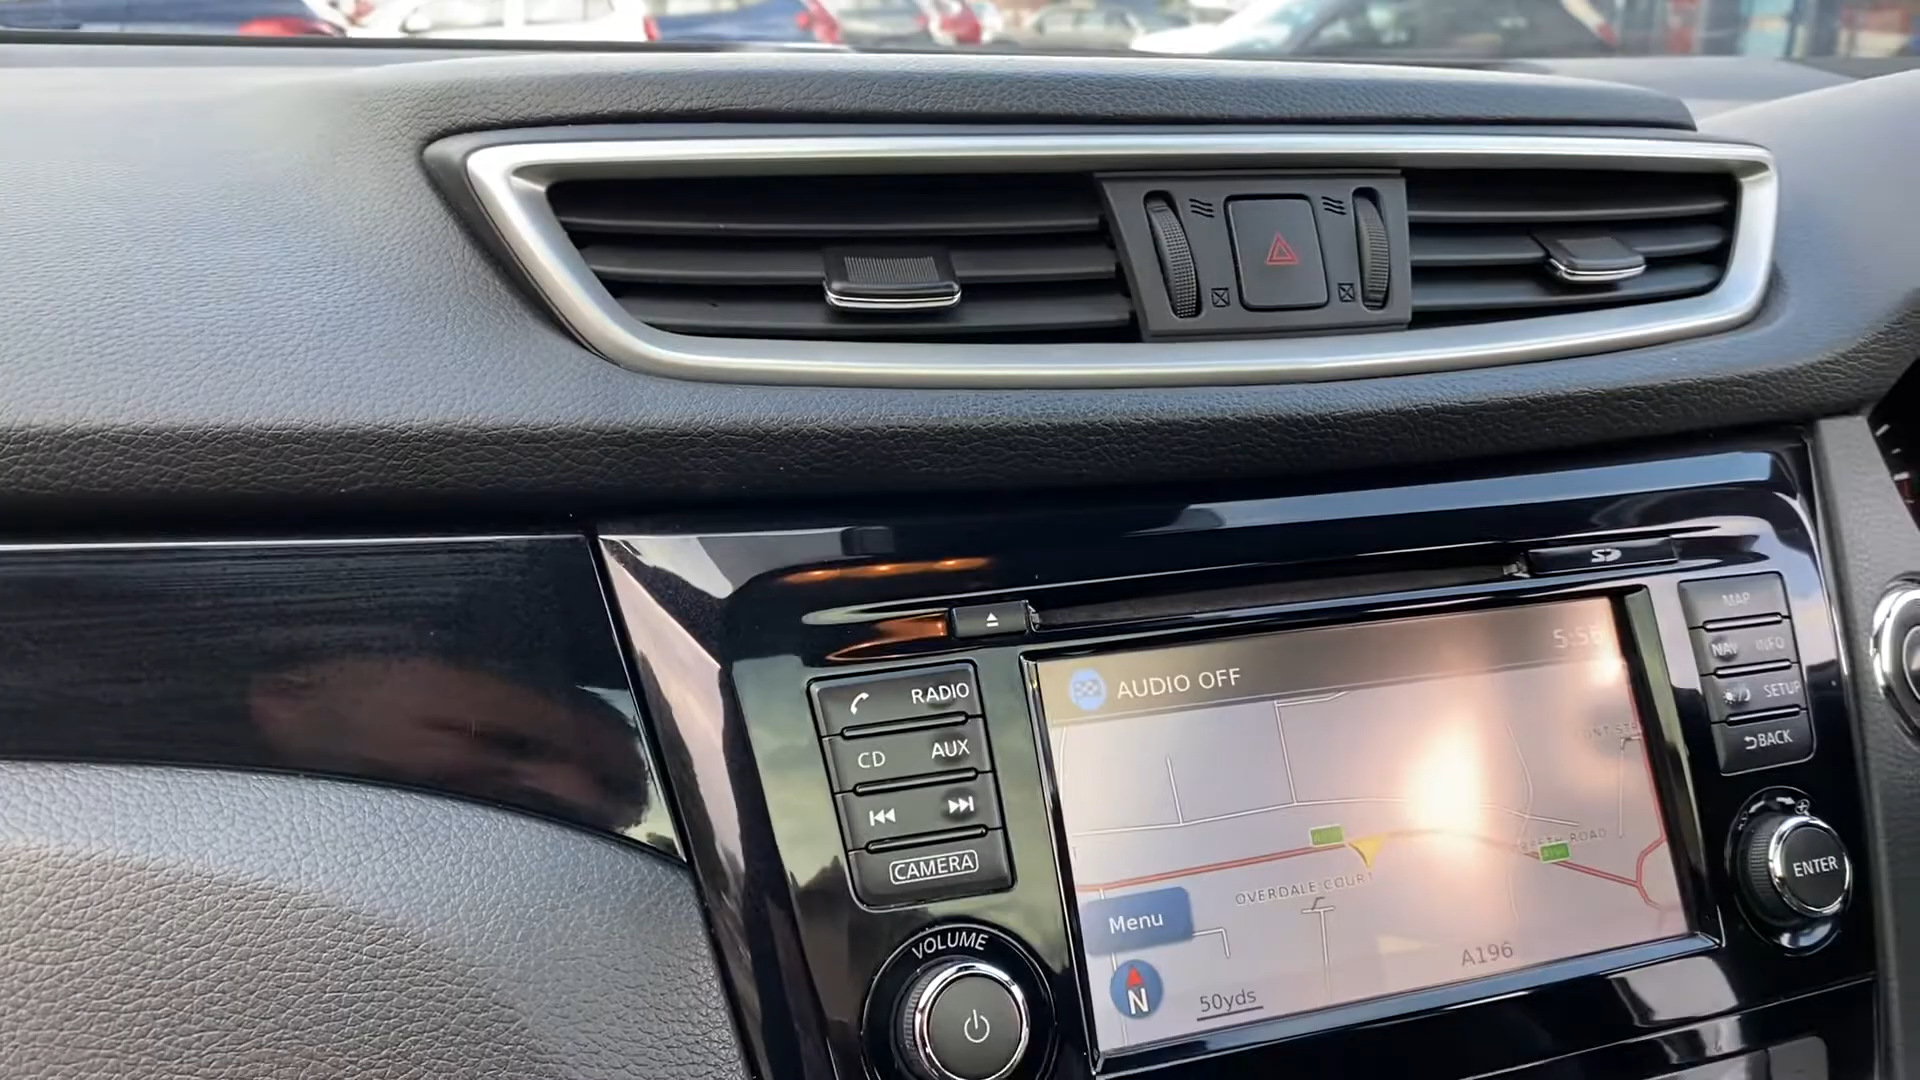 SD
MAP
NAV INFO
SETUP
BACK
ENTER
RADIO
CD AUX
CAMERA
VOLUME
AUDIO OFF
OVERDALE COURT
ROAD
Menu
N
50yds
A196